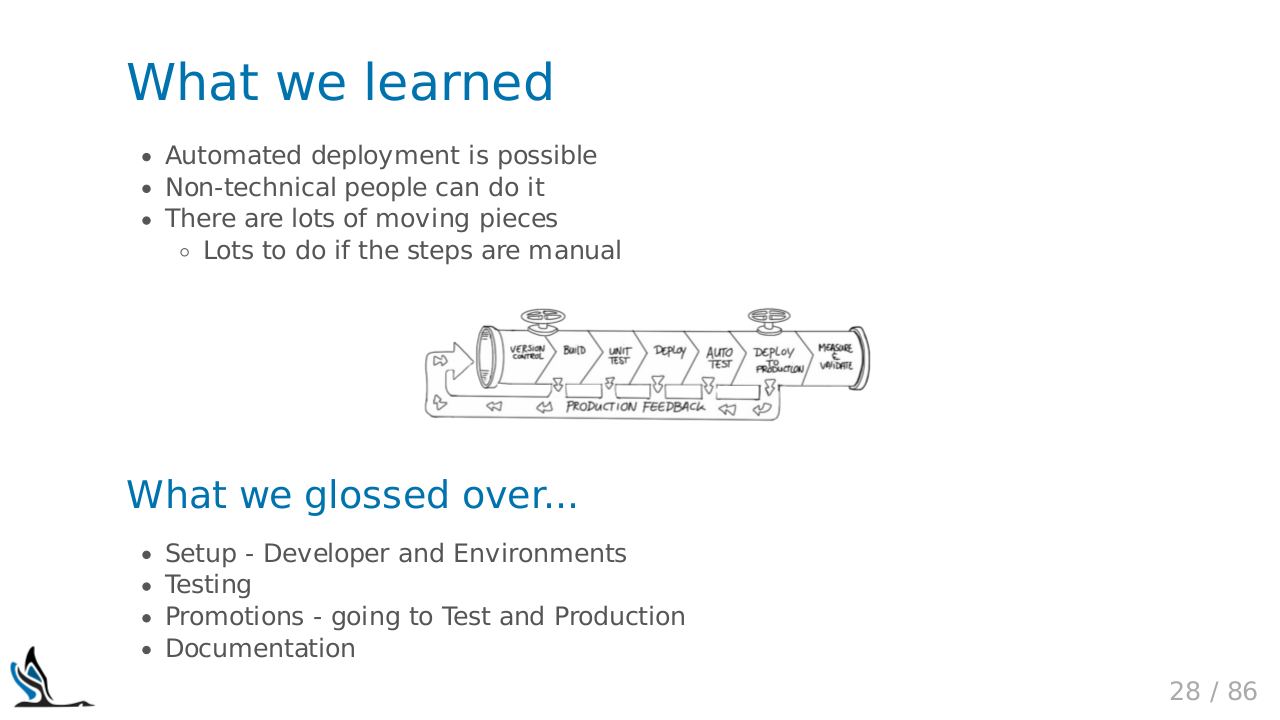 What we learned
Automated deployment is possible
Non-technical people can do it
There are lots of moving pieces
Lots to do if the steps are manual
VERSION
CONTROL
BUILD
UNIT
TEST
DEPLOY
AUTO
TEST
DEPLOY
TO
PRODUCTION
MEASURE
&
VALIDATE
PRODUCTION FEEDBACK
What we glossed over...
Setup - Developer and Environments
Testing
Promotions - going to Test and Production
Documentation
28 / 86